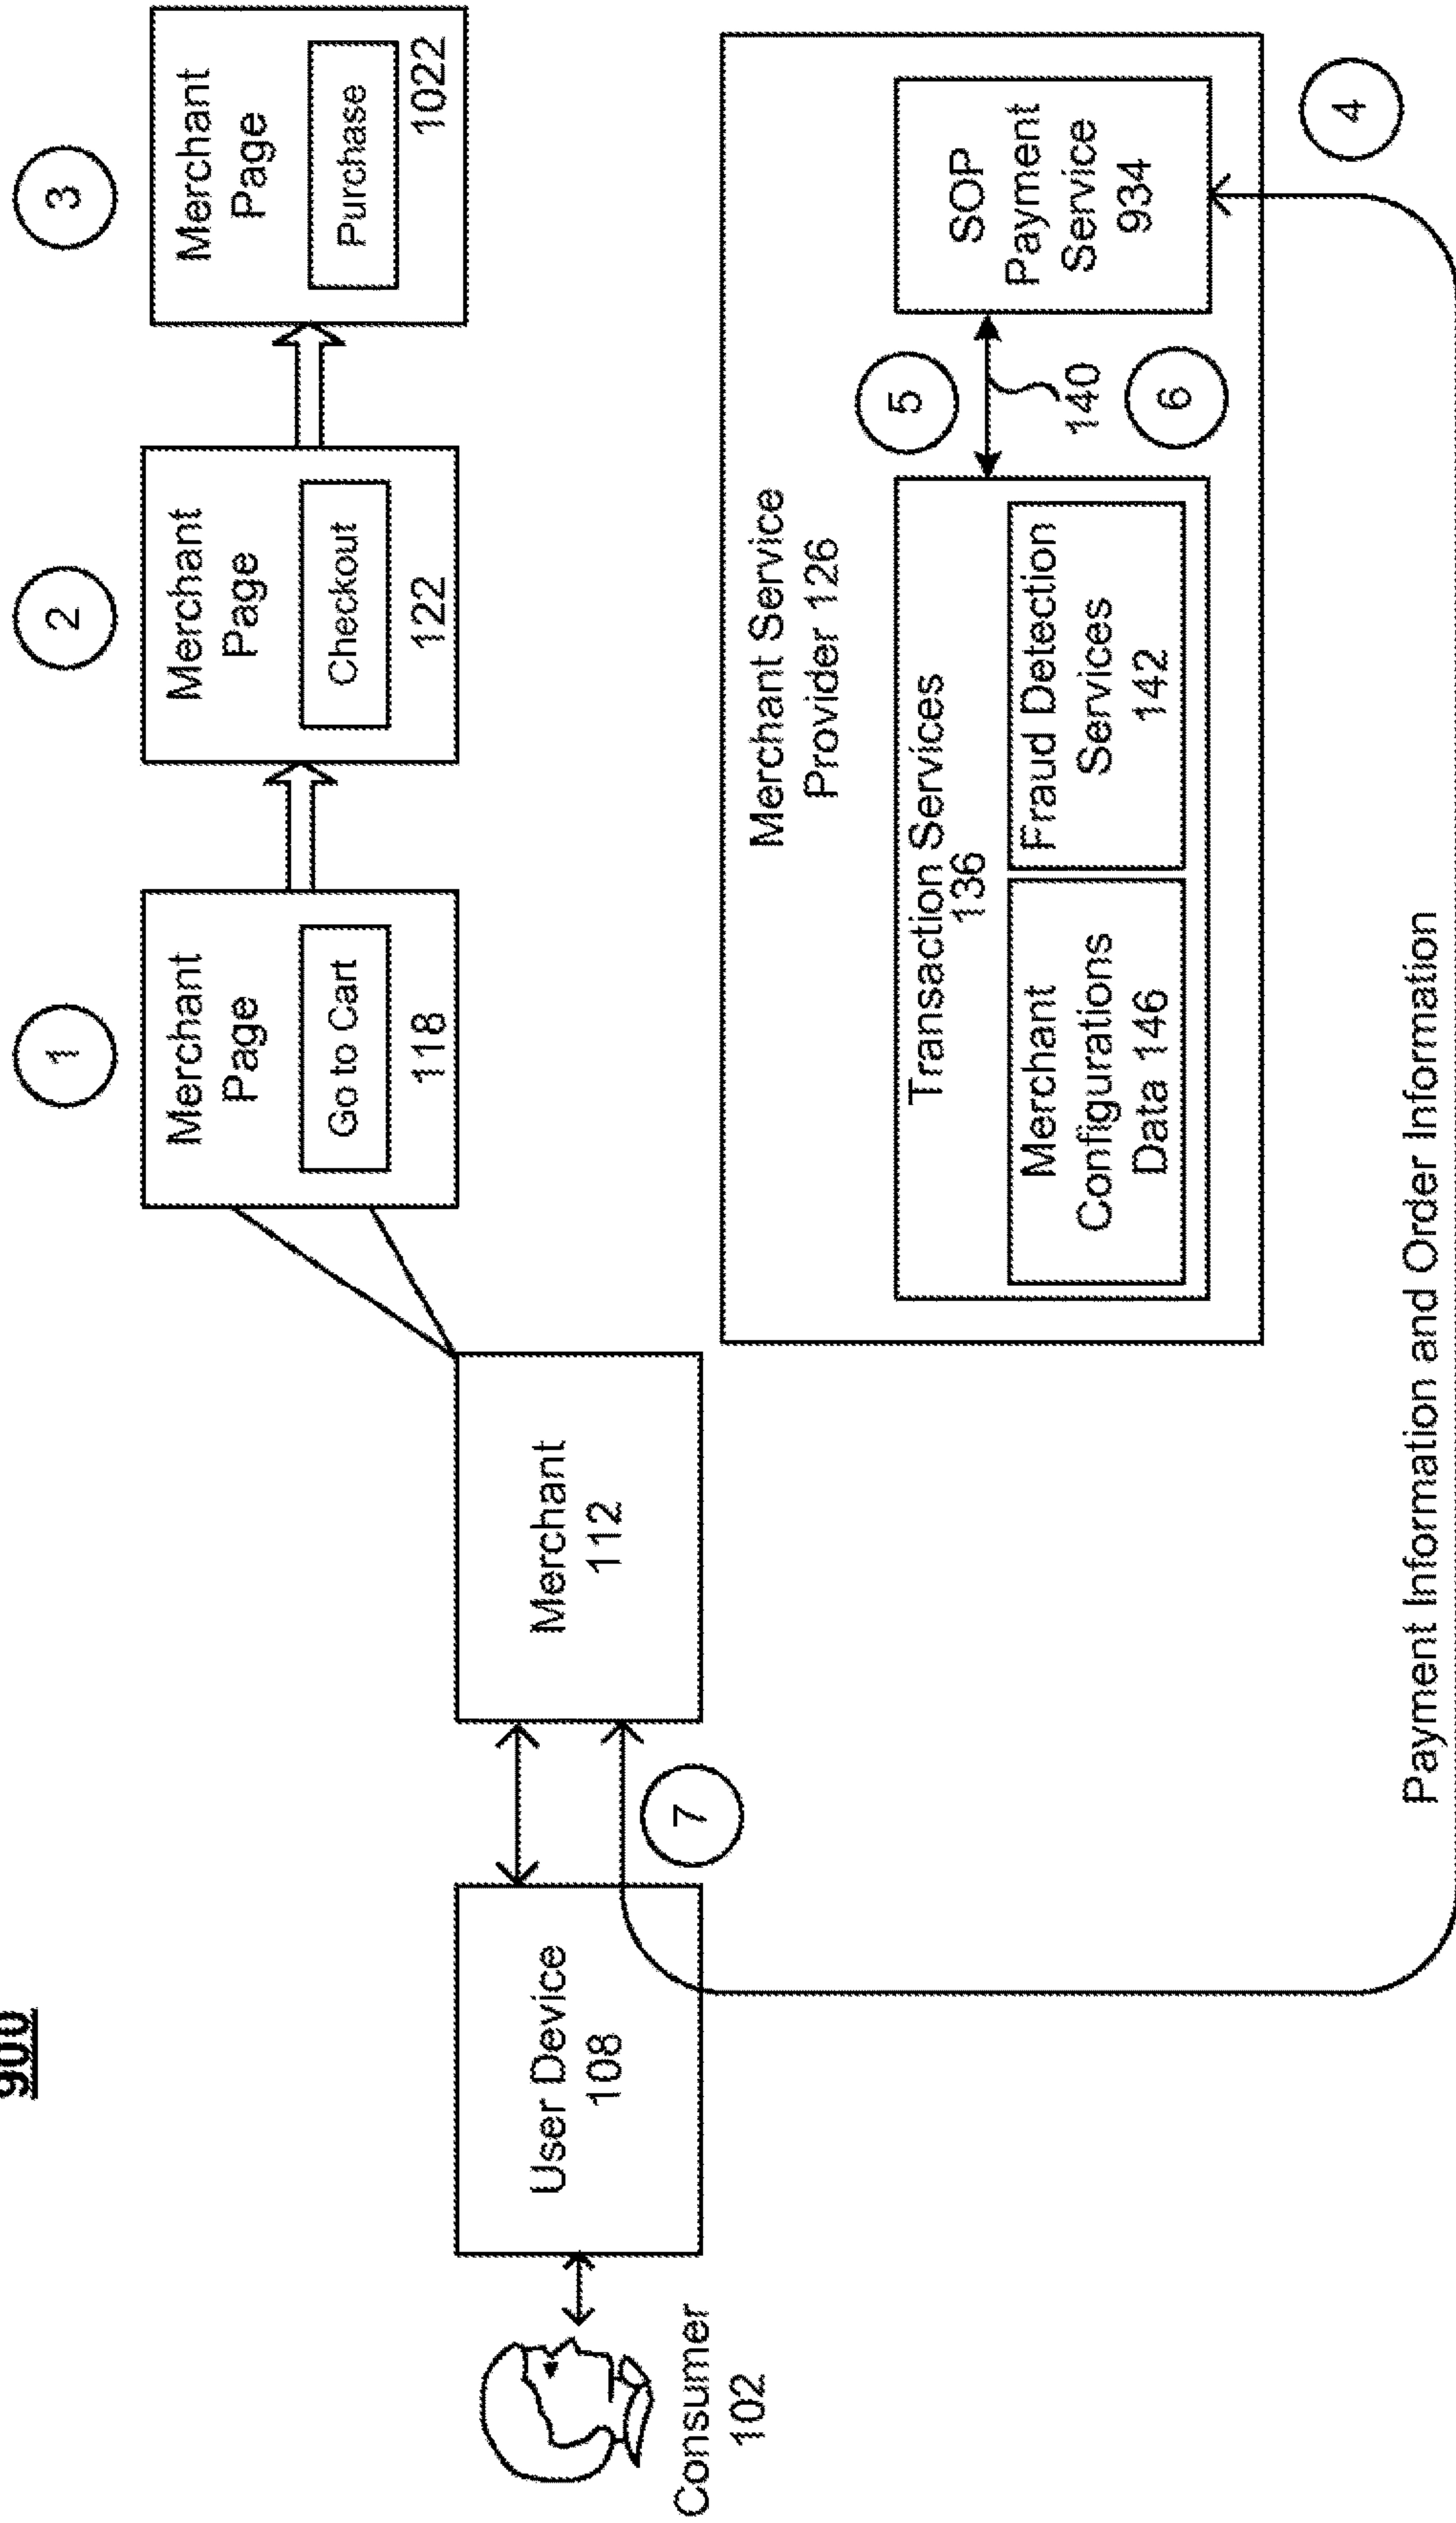 900
1
2
3
Merchant
Page
Go to Cart
118
Merchant
Page
Checkout
122
Merchant
Page
Purchase
1022
Consumer
102
User Device
108
7
Merchant
112
Merchant Service
Provider 126
Transaction Services
136
Merchant
Configurations
Data 146
Fraud Detection
Services
142
5
140
6
SOP
Payment
Service
934
4
Payment Information and Order Information